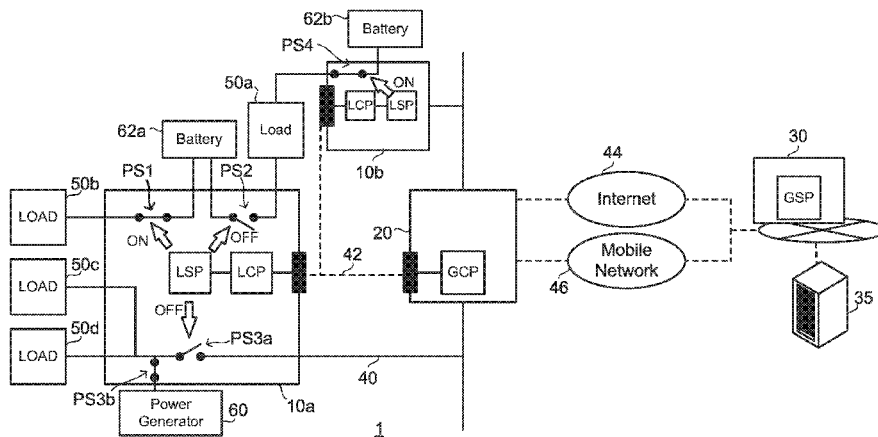 62b
Battery
PS4
50a
ON
LCP
LSP
62a
Battery
Load
10b
PS1
PS2
50b
LOAD
ON
OFF
50c
LOAD
LSP
LCP
42
20
GCP
44
Internet
Mobile
Network
46
30
GSP
35
50d
LOAD
OFF
PS3a
40
PS3b
Power
Generator
60
10a
1